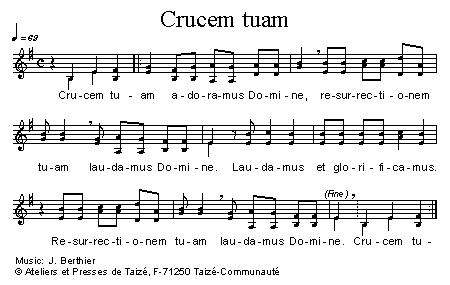 Crucem tuam
♩ = 69
Cru-cem tu-am a-do-ra-mus Do-mi-ne, re-sur-rec-ti-o-nem
tu-am lau-da-mus Do-mi-ne. Lau-da-mus et glo-ri-fi-ca-mus.
(Fine)
Re-sur-rec-ti-o-nem tu-am lau-da-mus Do-mi-ne. Cru-cem tu-
Music: J. Berthier
© Ateliers et Presses de Taizé, F-71250 Taizé-Communauté